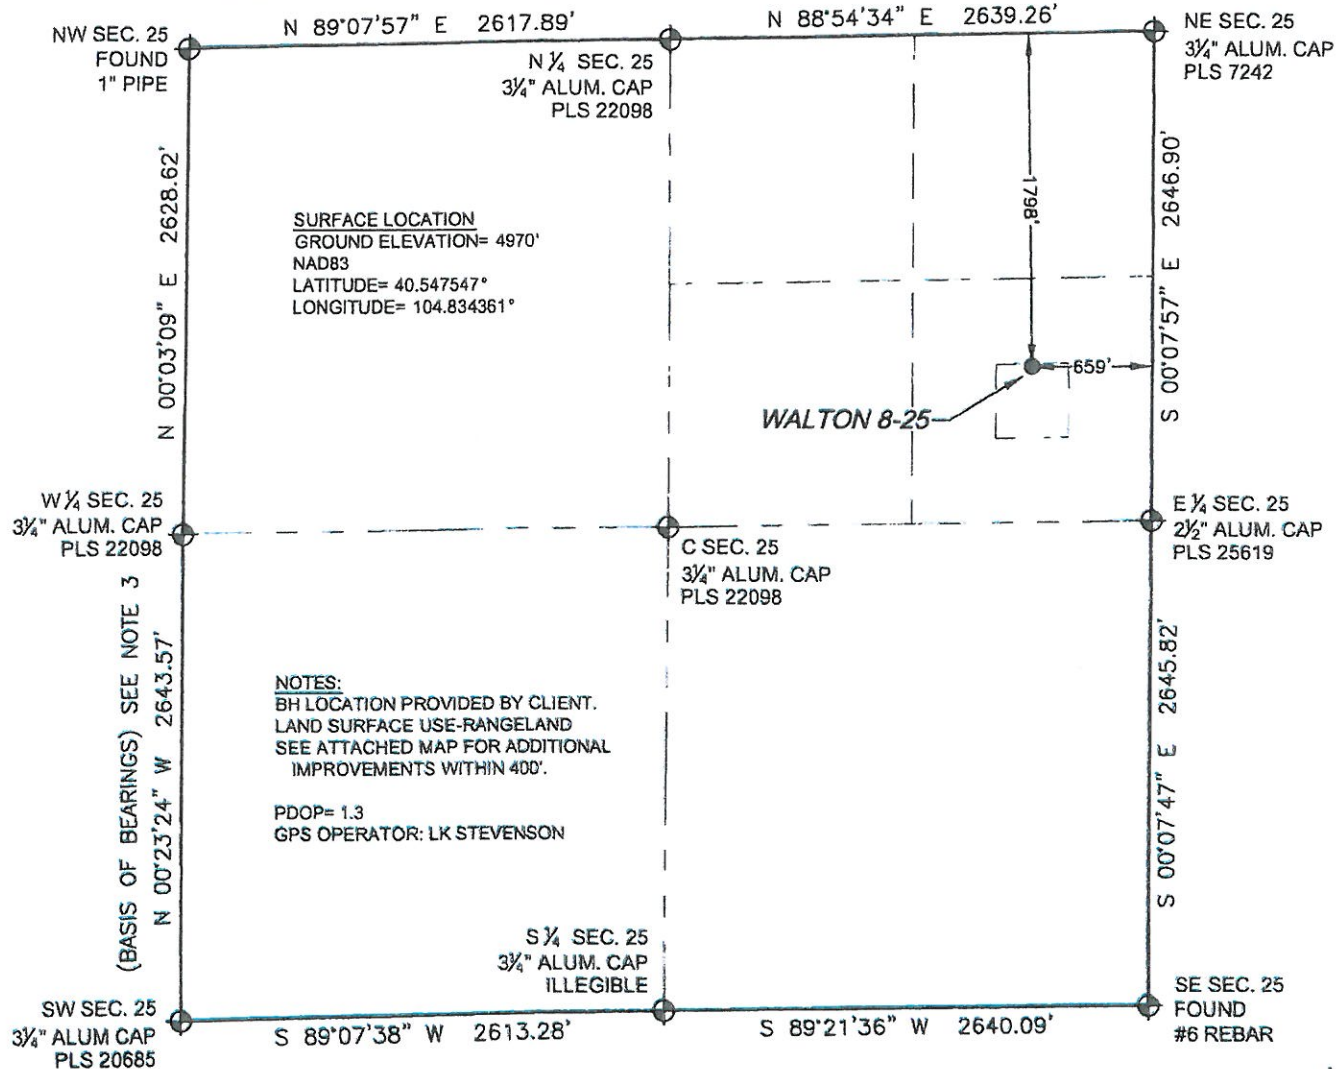 N 89°07'57" E 2617.89'
N 88°54'34" E 2639.26'
NW SEC. 25
FOUND
1" PIPE
N 1/4 SEC. 25
3 1/4" ALUM. CAP
PLS 22098
NE SEC. 25
3 1/4" ALUM. CAP
PLS 7242
N 00°03'09" E 2628.62'
SURFACE LOCATION
GROUND ELEVATION= 4970'
NAD83
LATITUDE= 40.547547°
LONGITUDE= 104.834361°
1798'
S 00°07'57" E 2646.90'
659'
WALTON 8-25
W 1/4 SEC. 25
3 1/4" ALUM. CAP
PLS 22098
C SEC. 25
3 1/4" ALUM. CAP
PLS 22098
E 1/4 SEC. 25
2 1/2" ALUM. CAP
PLS 25619
(BASIS OF BEARINGS) SEE NOTE 3
N 00°23'24" W 2643.57'
NOTES:
BH LOCATION PROVIDED BY CLIENT.
LAND SURFACE USE-RANGELAND
SEE ATTACHED MAP FOR ADDITIONAL
IMPROVEMENTS WITHIN 400'.
PDOP= 1.3
GPS OPERATOR: LK STEVENSON
S 00°07'47" E 2645.82'
S 1/4 SEC. 25
3 1/4" ALUM. CAP
ILLEGIBLE
SW SEC. 25
3 1/4" ALUM CAP
PLS 20685
S 89°07'38" W 2613.28'
S 89°21'36" W 2640.09'
SE SEC. 25
FOUND
#6 REBAR